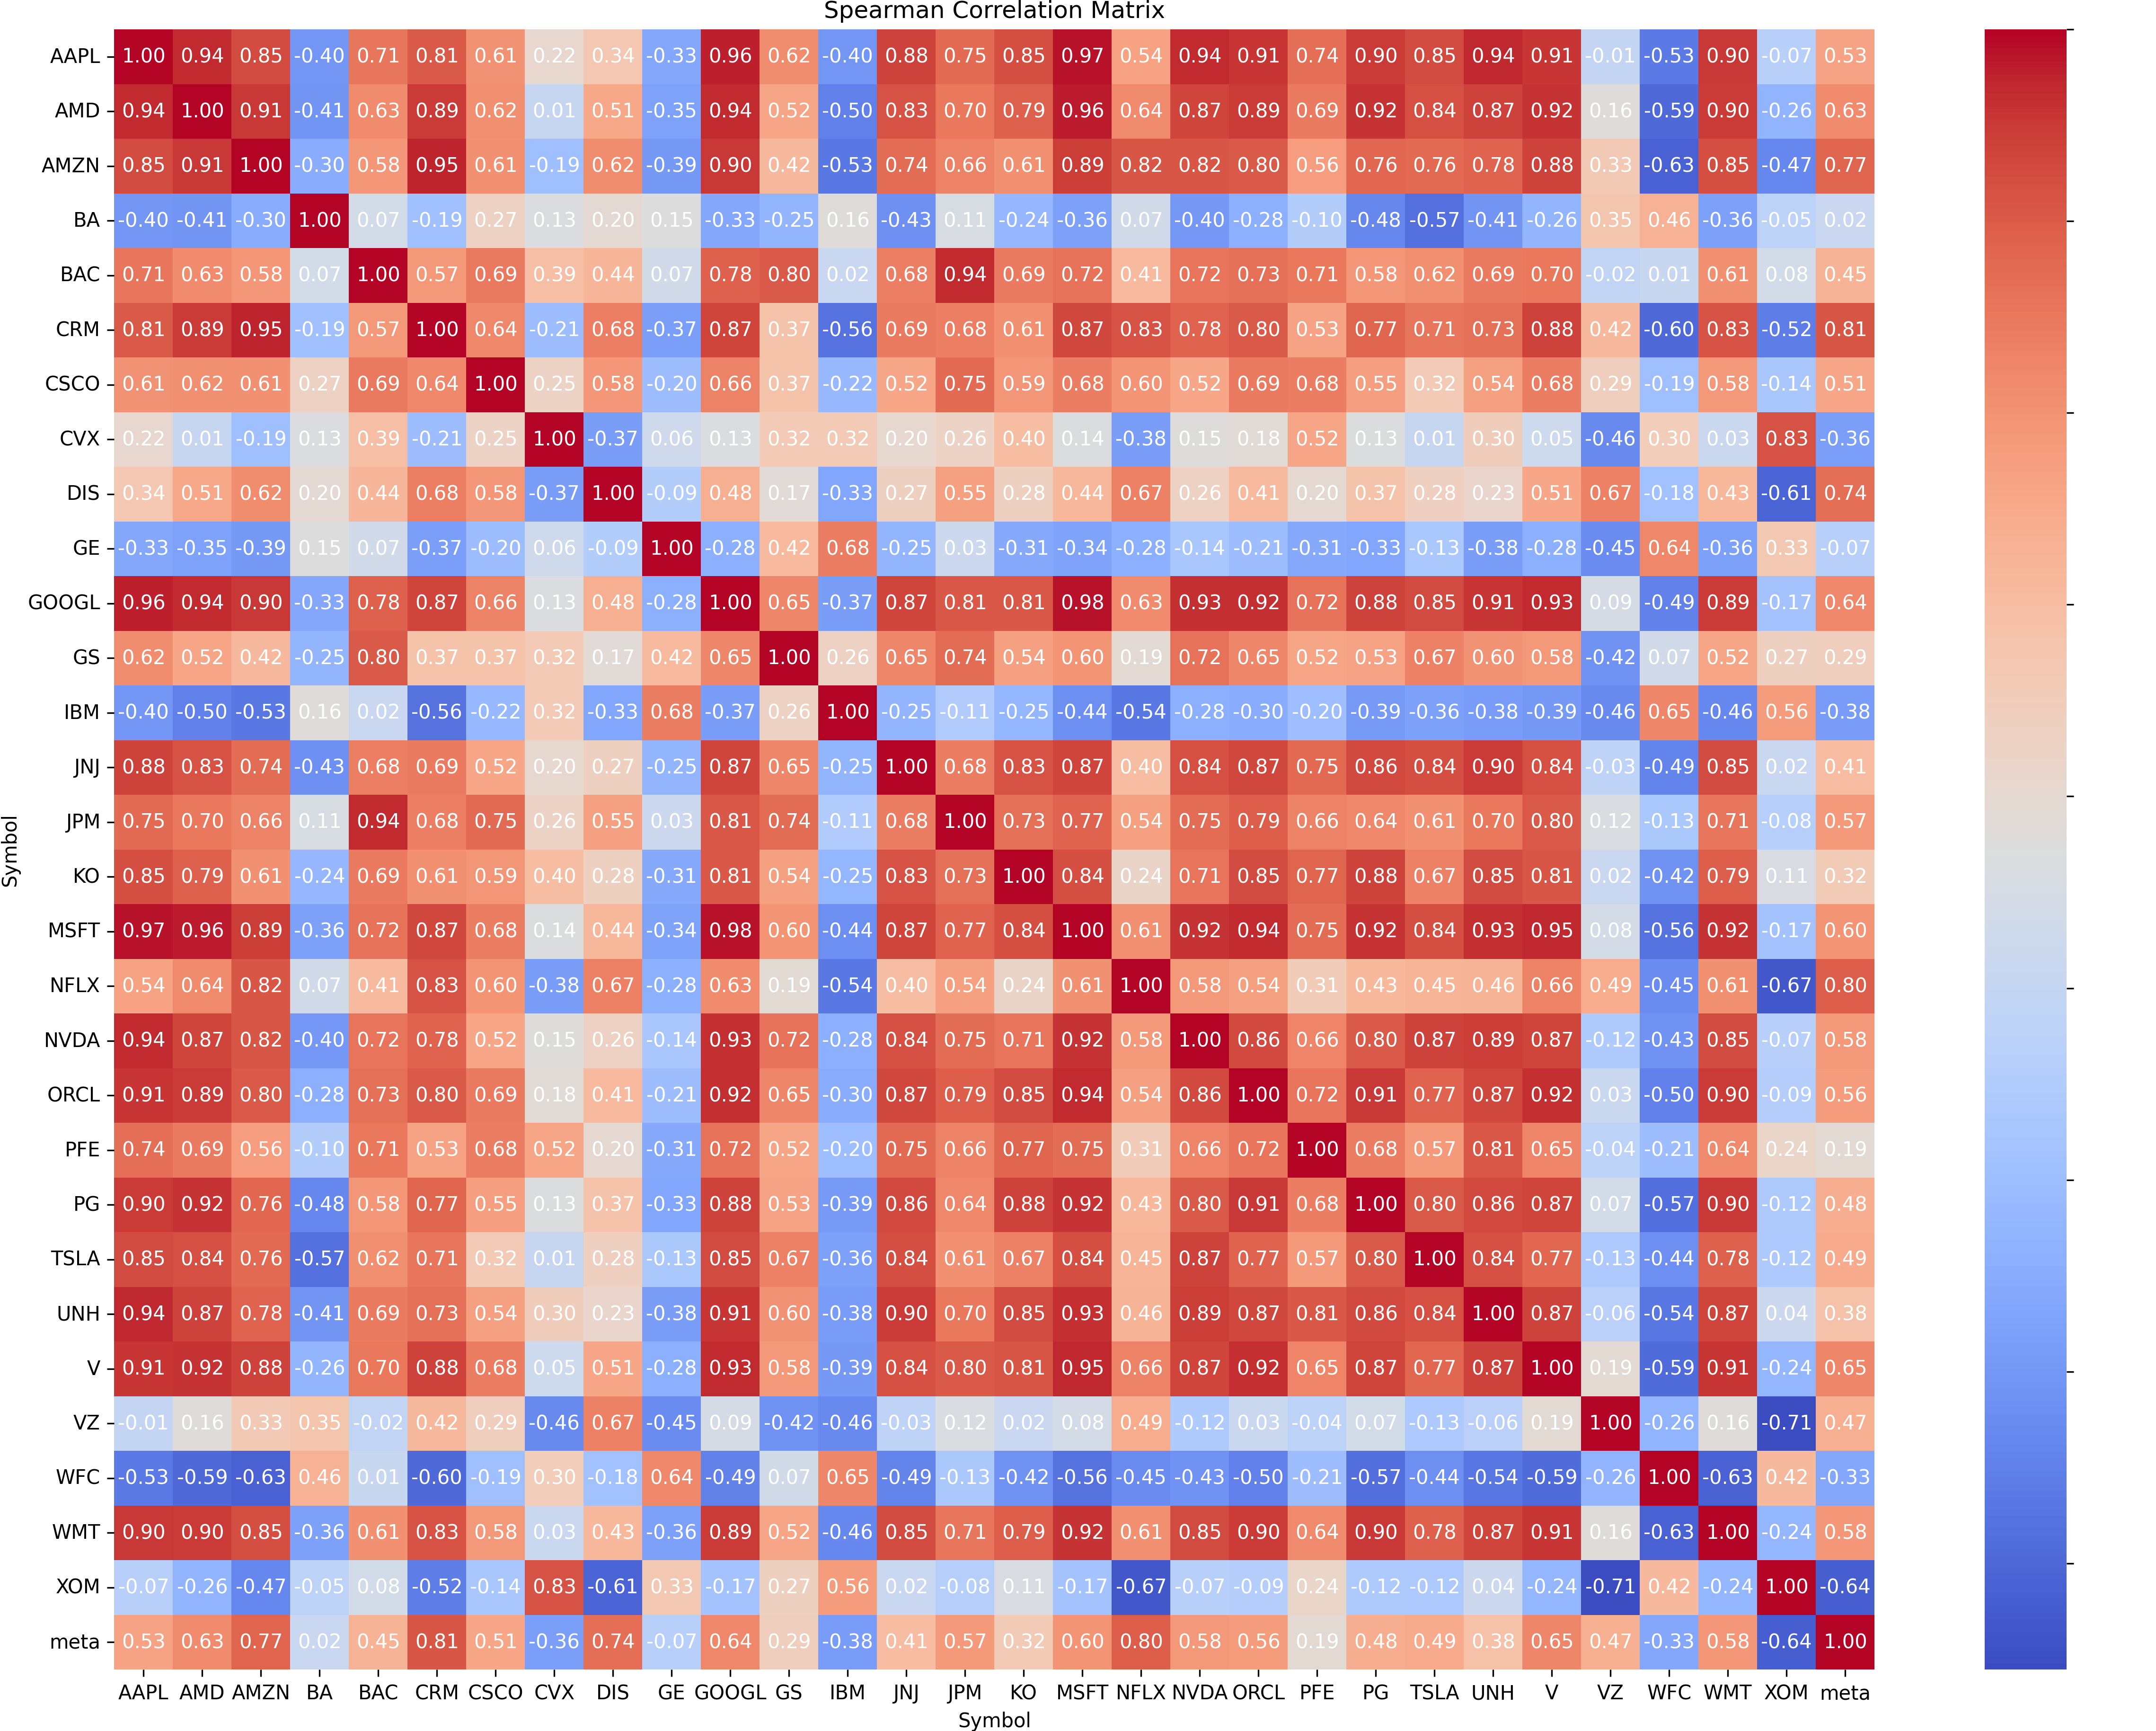 Spearman Correlation Matrix
AAPL 1.00 0.94 0.85 -0.40 0.71 0.81 0.61 0.22 0.34 -0.33 0.96 0.62 -0.40 0.88 0.75 0.85 0.97 0.54 0.94 0.91 0.74 0.90 0.85 0.94 0.91 -0.01 -0.53 0.90 -0.07 0.53
AMD 0.94 1.00 0.91 -0.41 0.63 0.89 0.62 0.01 0.51 -0.35 0.94 0.52 -0.50 0.83 0.70 0.79 0.96 0.64 0.87 0.89 0.69 0.92 0.84 0.87 0.92 0.16 -0.59 0.90 -0.26 0.63
AMZN 0.85 0.91 1.00 -0.30 0.58 0.95 0.61 -0.19 0.62 -0.39 0.90 0.42 -0.53 0.74 0.66 0.61 0.89 0.82 0.82 0.80 0.56 0.76 0.76 0.78 0.88 0.33 -0.63 0.85 -0.47 0.77
BA -0.40 -0.41 -0.30 1.00 0.07 -0.19 0.27 0.13 0.20 0.15 -0.33 -0.25 0.16 -0.43 0.11 -0.24 -0.36 0.07 -0.40 -0.28 -0.10 -0.48 -0.57 -0.41 -0.26 0.35 0.46 -0.36 -0.05 0.02
BAC 0.71 0.63 0.58 0.07 1.00 0.57 0.69 0.39 0.44 0.07 0.78 0.80 0.02 0.68 0.94 0.69 0.72 0.41 0.72 0.73 0.71 0.58 0.62 0.69 0.70 -0.02 0.01 0.61 0.08 0.45
CRM 0.81 0.89 0.95 -0.19 0.57 1.00 0.64 -0.21 0.68 -0.37 0.87 0.37 -0.56 0.69 0.68 0.61 0.87 0.83 0.78 0.80 0.53 0.77 0.71 0.73 0.88 0.42 -0.60 0.83 -0.52 0.81
CSCO 0.61 0.62 0.61 0.27 0.69 0.64 1.00 0.25 0.58 -0.20 0.66 0.37 -0.22 0.52 0.75 0.59 0.68 0.60 0.52 0.69 0.68 0.55 0.32 0.54 0.68 0.29 -0.19 0.58 -0.14 0.51
CVX 0.22 0.01 -0.19 0.13 0.39 -0.21 0.25 1.00 -0.37 0.06 0.13 0.32 0.32 0.20 0.26 0.40 0.14 -0.38 0.15 0.18 0.52 0.13 0.01 0.30 0.05 -0.46 0.30 0.03 0.83 -0.36
DIS 0.34 0.51 0.62 0.20 0.44 0.68 0.58 -0.37 1.00 -0.09 0.48 0.17 -0.33 0.27 0.55 0.28 0.44 0.67 0.26 0.41 0.20 0.37 0.28 0.23 0.51 0.67 -0.18 0.43 -0.61 0.74
GE -0.33 -0.35 -0.39 0.15 0.07 -0.37 -0.20 0.06 -0.09 1.00 -0.28 0.42 0.68 -0.25 0.03 -0.31 -0.34 -0.28 -0.14 -0.21 -0.31 -0.33 -0.13 -0.38 -0.28 -0.45 0.64 -0.36 0.33 -0.07
GOOGL 0.96 0.94 0.90 -0.33 0.78 0.87 0.66 0.13 0.48 -0.28 1.00 0.65 -0.37 0.87 0.81 0.81 0.98 0.63 0.93 0.92 0.72 0.88 0.85 0.91 0.93 0.09 -0.49 0.89 -0.17 0.64
GS 0.62 0.52 0.42 -0.25 0.80 0.37 0.37 0.32 0.17 0.42 0.65 1.00 0.26 0.65 0.74 0.54 0.60 0.19 0.72 0.65 0.52 0.53 0.67 0.60 0.58 -0.42 0.07 0.52 0.27 0.29
IBM -0.40 -0.50 -0.53 0.16 0.02 -0.56 -0.22 0.32 -0.33 0.68 -0.37 0.26 1.00 -0.25 -0.11 -0.25 -0.44 -0.54 -0.28 -0.30 -0.20 -0.39 -0.36 -0.38 -0.39 -0.46 0.65 -0.46 0.56 -0.38
JNJ 0.88 0.83 0.74 -0.43 0.68 0.69 0.52 0.20 0.27 -0.25 0.87 0.65 -0.25 1.00 0.68 0.83 0.87 0.40 0.84 0.87 0.75 0.86 0.84 0.90 0.84 -0.03 -0.49 0.85 0.02 0.41
JPM 0.75 0.70 0.66 0.11 0.94 0.68 0.75 0.26 0.55 0.03 0.81 0.74 -0.11 0.68 1.00 0.73 0.77 0.54 0.75 0.79 0.66 0.64 0.61 0.70 0.80 0.12 -0.13 0.71 -0.08 0.57
KO 0.85 0.79 0.61 -0.24 0.69 0.61 0.59 0.40 0.28 -0.31 0.81 0.54 -0.25 0.83 0.73 1.00 0.84 0.24 0.71 0.85 0.77 0.88 0.67 0.85 0.81 0.02 -0.42 0.79 0.11 0.32
MSFT 0.97 0.96 0.89 -0.36 0.72 0.87 0.68 0.14 0.44 -0.34 0.98 0.60 -0.44 0.87 0.77 0.84 1.00 0.61 0.92 0.94 0.75 0.92 0.84 0.93 0.95 0.08 -0.56 0.92 -0.17 0.60
NFLX 0.54 0.64 0.82 0.07 0.41 0.83 0.60 -0.38 0.67 -0.28 0.63 0.19 -0.54 0.40 0.54 0.24 0.61 1.00 0.58 0.54 0.31 0.43 0.45 0.46 0.66 0.49 -0.45 0.61 -0.67 0.80
NVDA 0.94 0.87 0.82 -0.40 0.72 0.78 0.52 0.15 0.26 -0.14 0.93 0.72 -0.28 0.84 0.75 0.71 0.92 0.58 1.00 0.86 0.66 0.80 0.87 0.89 0.87 -0.12 -0.43 0.85 -0.07 0.58
ORCL 0.91 0.89 0.80 -0.28 0.73 0.80 0.69 0.18 0.41 -0.21 0.92 0.65 -0.30 0.87 0.79 0.85 0.94 0.54 0.86 1.00 0.72 0.91 0.77 0.87 0.92 0.03 -0.50 0.90 -0.09 0.56
PFE 0.74 0.69 0.56 -0.10 0.71 0.53 0.68 0.52 0.20 -0.31 0.72 0.52 -0.20 0.75 0.66 0.77 0.75 0.31 0.66 0.72 1.00 0.68 0.57 0.81 0.65 -0.04 -0.21 0.64 0.24 0.19
PG 0.90 0.92 0.76 -0.48 0.58 0.77 0.55 0.13 0.37 -0.33 0.88 0.53 -0.39 0.86 0.64 0.88 0.92 0.43 0.80 0.91 0.68 1.00 0.80 0.86 0.87 0.07 -0.57 0.90 -0.12 0.48
TSLA 0.85 0.84 0.76 -0.57 0.62 0.71 0.32 0.01 0.28 -0.13 0.85 0.67 -0.36 0.84 0.61 0.67 0.84 0.45 0.87 0.77 0.57 0.80 1.00 0.84 0.77 -0.13 -0.44 0.78 -0.12 0.49
UNH 0.94 0.87 0.78 -0.41 0.69 0.73 0.54 0.30 0.23 -0.38 0.91 0.60 -0.38 0.90 0.70 0.85 0.93 0.46 0.89 0.87 0.81 0.86 0.84 1.00 0.87 -0.06 -0.54 0.87 0.04 0.38
V 0.91 0.92 0.88 -0.26 0.70 0.88 0.68 0.05 0.51 -0.28 0.93 0.58 -0.39 0.84 0.80 0.81 0.95 0.66 0.87 0.92 0.65 0.87 0.77 0.87 1.00 0.19 -0.59 0.91 -0.24 0.65
VZ -0.01 0.16 0.33 0.35 -0.02 0.42 0.29 -0.46 0.67 -0.45 0.09 -0.42 -0.46 -0.03 0.12 0.02 0.08 0.49 -0.12 0.03 -0.04 0.07 -0.13 -0.06 0.19 1.00 -0.26 0.16 -0.71 0.47
WFC -0.53 -0.59 -0.63 0.46 0.01 -0.60 -0.19 0.30 -0.18 0.64 -0.49 0.07 0.65 -0.49 -0.13 -0.42 -0.56 -0.45 -0.43 -0.50 -0.21 -0.57 -0.44 -0.54 -0.59 -0.26 1.00 -0.63 0.42 -0.33
WMT 0.90 0.90 0.85 -0.36 0.61 0.83 0.58 0.03 0.43 -0.36 0.89 0.52 -0.46 0.85 0.71 0.79 0.92 0.61 0.85 0.90 0.64 0.90 0.78 0.87 0.91 0.16 -0.63 1.00 -0.24 0.58
XOM -0.07 -0.26 -0.47 -0.05 0.08 -0.52 -0.14 0.83 -0.61 0.33 -0.17 0.27 0.56 0.02 -0.08 0.11 -0.17 -0.67 -0.07 -0.09 0.24 -0.12 -0.12 0.04 -0.24 -0.71 0.42 -0.24 1.00 -0.64
meta 0.53 0.63 0.77 0.02 0.45 0.81 0.51 -0.36 0.74 -0.07 0.64 0.29 -0.38 0.41 0.57 0.32 0.60 0.80 0.58 0.56 0.19 0.48 0.49 0.38 0.65 0.47 -0.33 0.58 -0.64 1.00
AAPL AMD AMZN BA BAC CRM CSCO CVX DIS GE GOOGL GS IBM JNJ JPM KO MSFT NFLX NVDA ORCL PFE PG TSLA UNH V VZ WFC WMT XOM meta
Symbol
Symbol